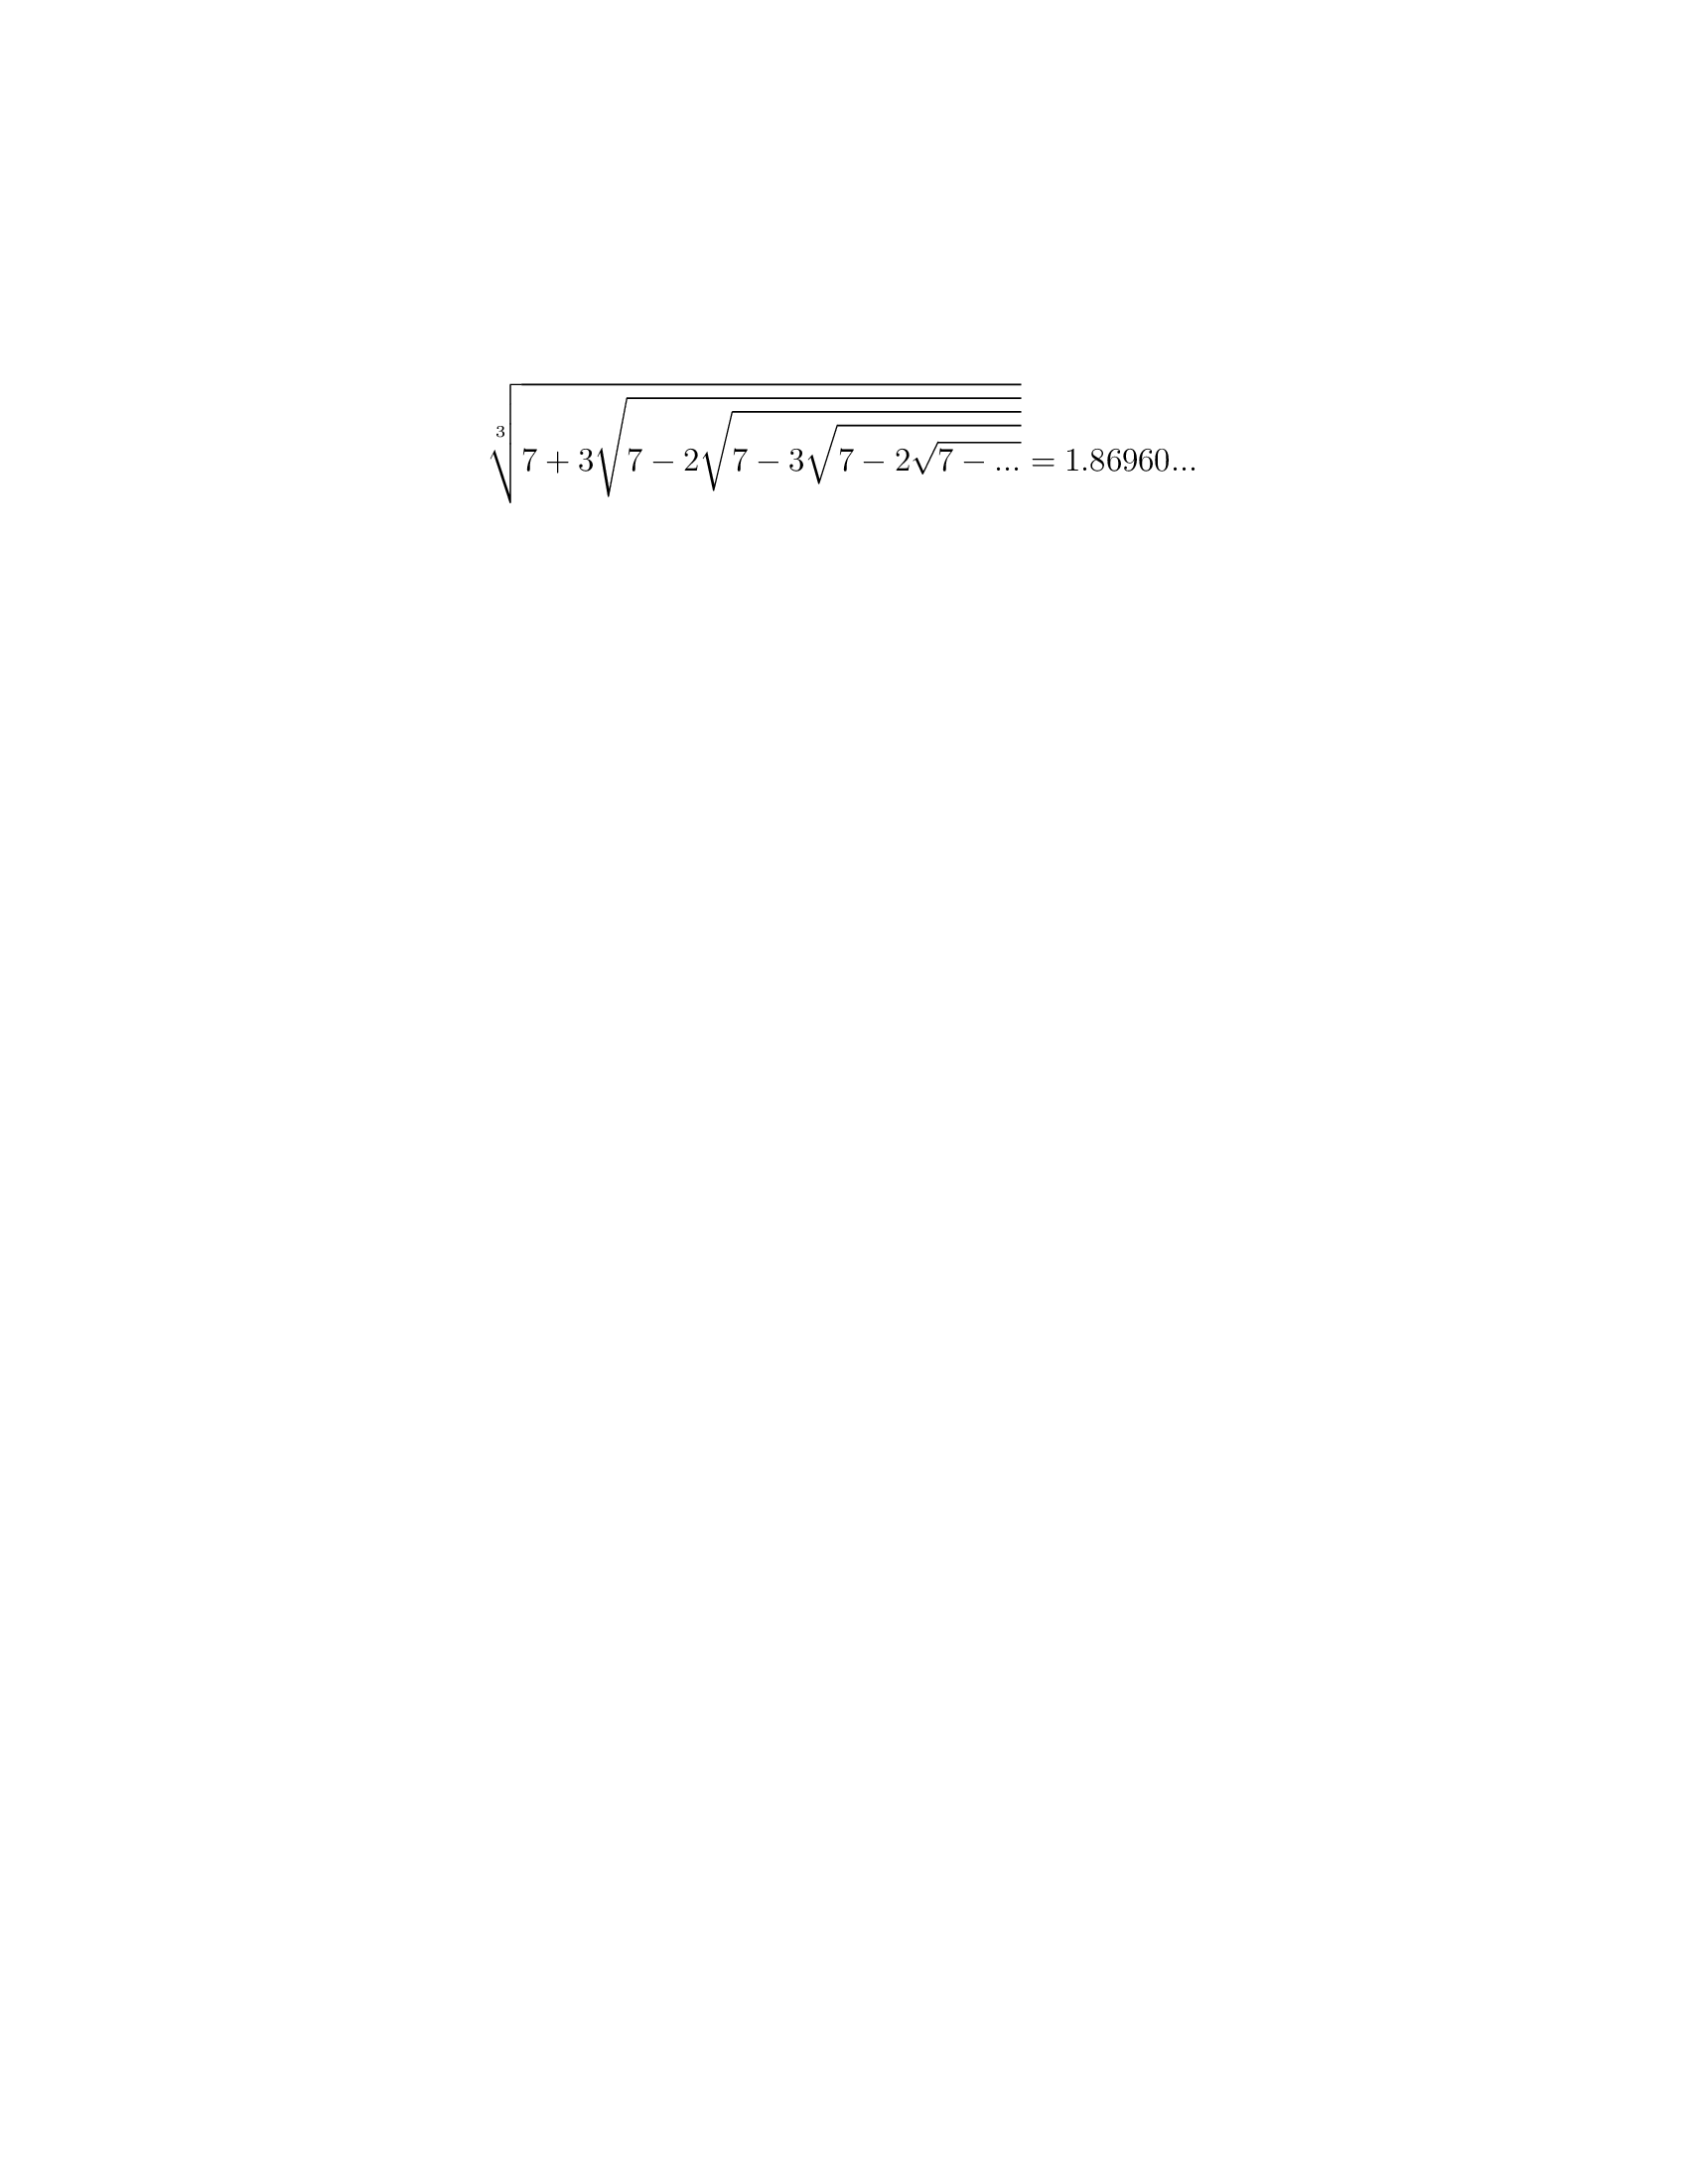 ∛(7 + 3√(7 − 2√(7 − 3√(7 − 2√(7 − ...))))) = 1.86960...